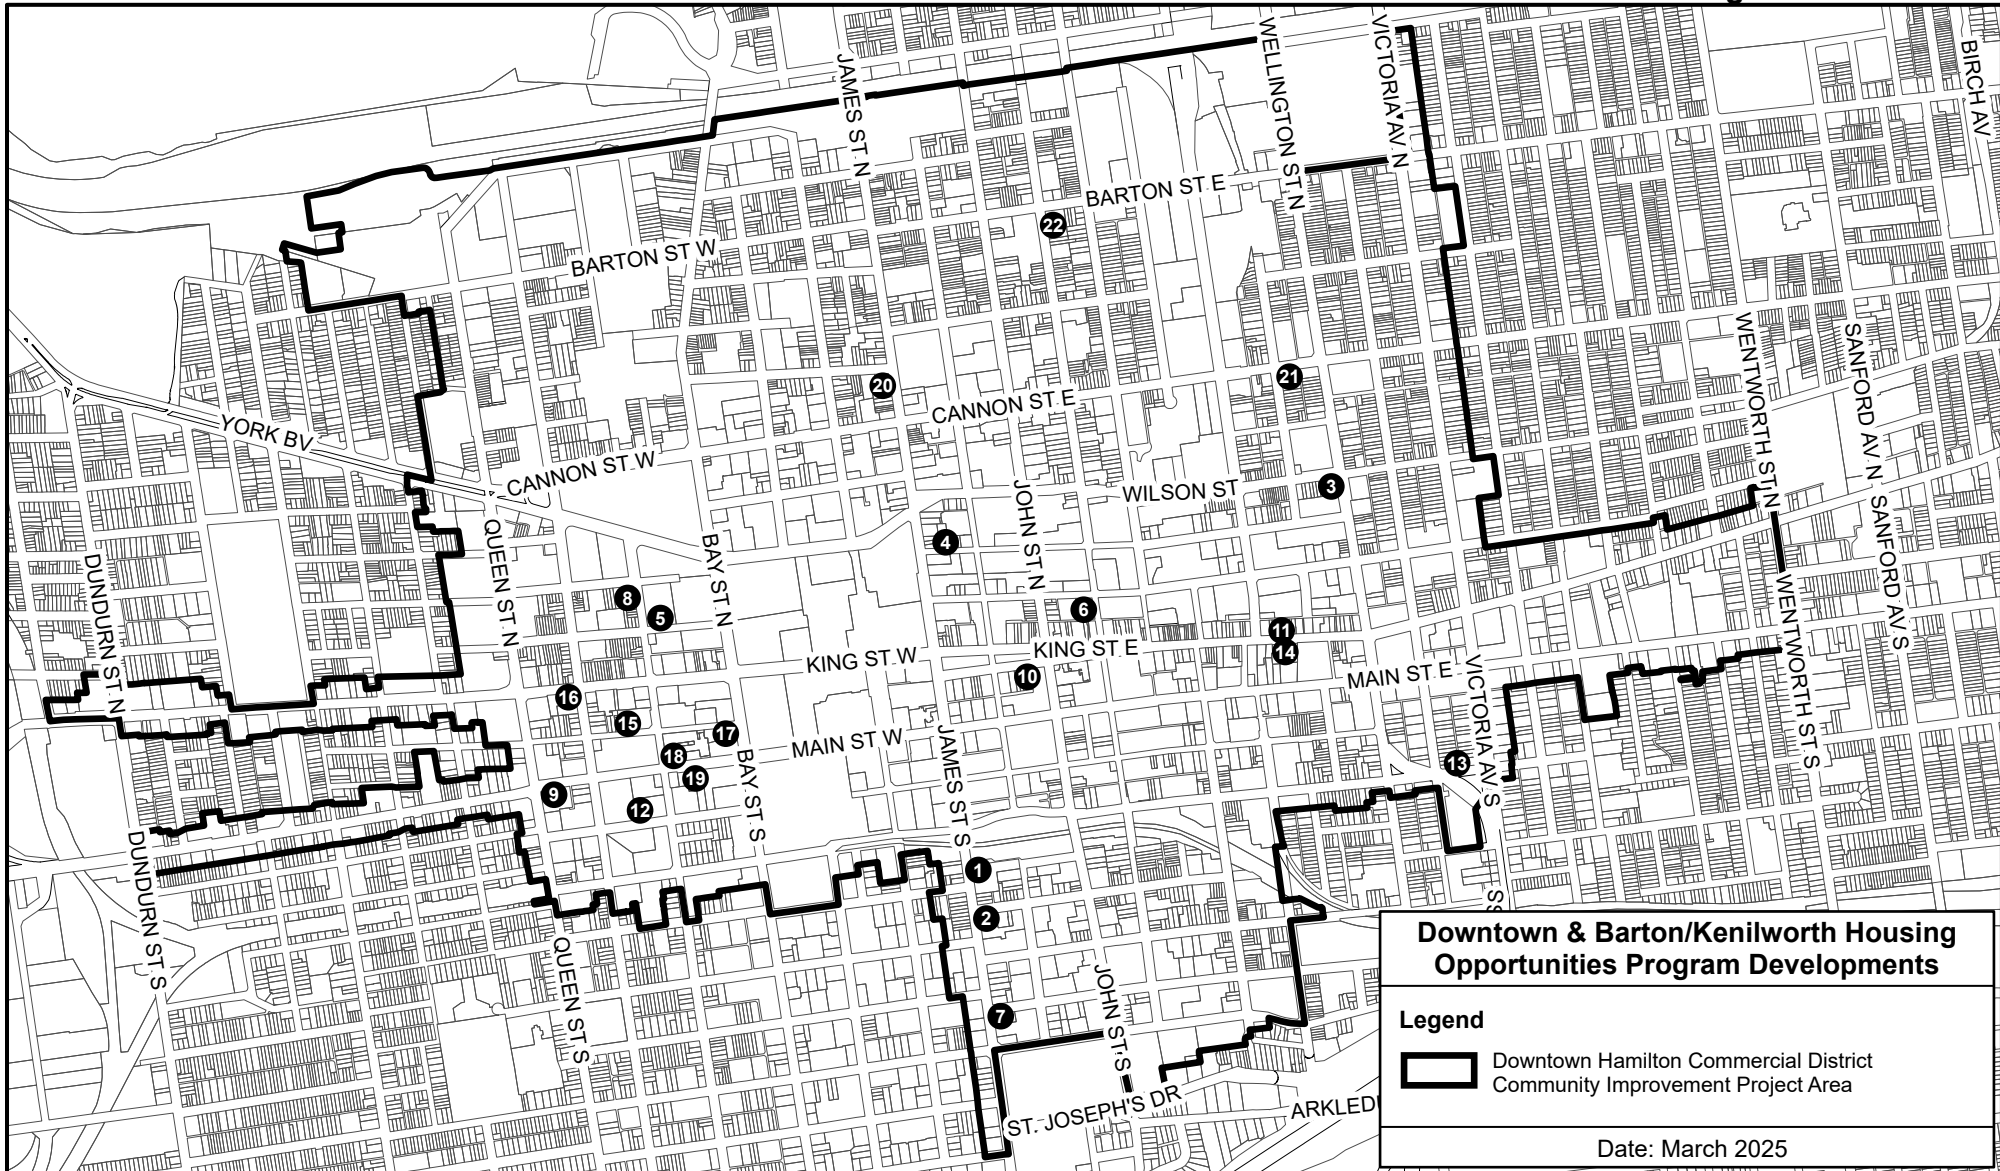 WELLINGTON ST N
VICTORIA AV N
BIRCH AV
JAMES ST N
BARTON ST E
22
BARTON ST W
WENTWORTH ST N
SANFORD AV N
20
21
CANNON ST E
YORK BV
CANNON ST W
JOHN ST N
WILSON ST
3
QUEEN ST N
BAY ST N
4
SANFORD AV S
DUNDURN ST N
8
5
6
WENTWORTH ST S
11
KING ST W
KING ST E
14
MAIN ST E
VICTORIA AV S
10
16
15
17
MAIN ST W
JAMES ST S
18
BAY ST S
19
13
9
12
DUNDURN ST S
1
2
QUEEN ST S
JOHN ST S
7
ST. JOSEPH'S DR
Downtown & Barton/Kenilworth Housing
Opportunities Program Developments
Legend
Downtown Hamilton Commercial District
Community Improvement Project Area
Date: March 2025